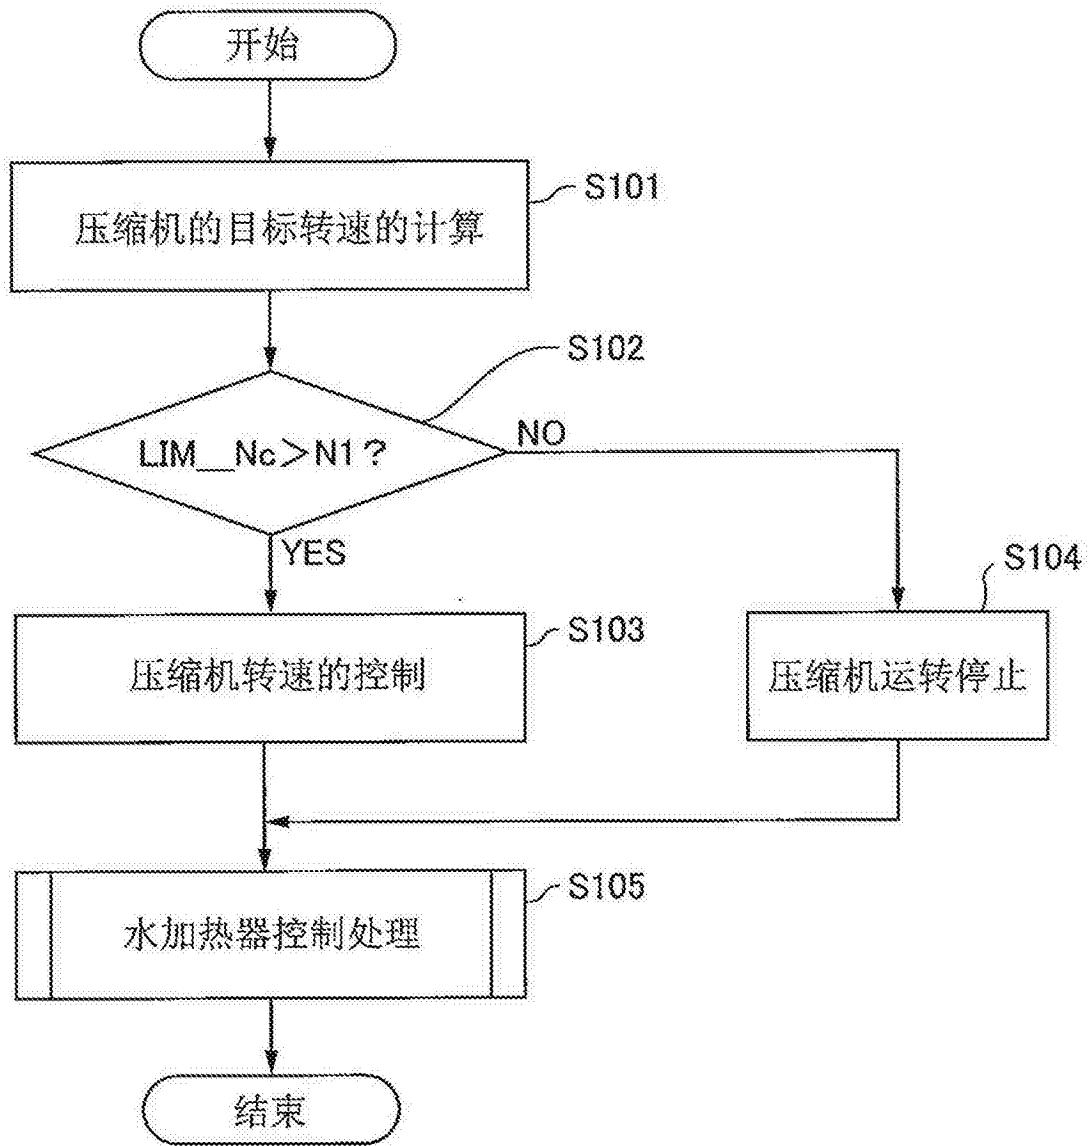 开始
S101
压缩机的目标转速的计算
S102
LIM__Nc＞N1？
NO
YES
S103
压缩机转速的控制
S104
压缩机运转停止
S105
水加热器控制处理
结束